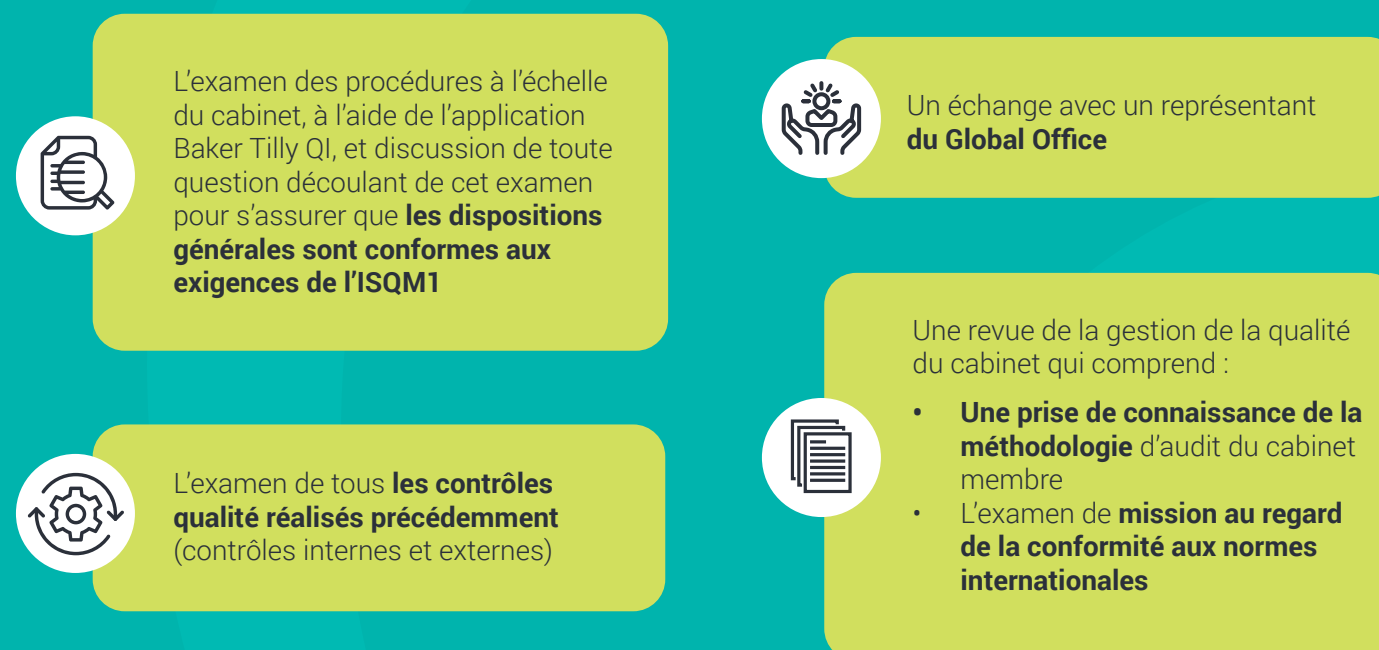 L'examen des procédures à l'échelle
du cabinet, à l'aide de l'application
Baker Tilly QI, et discussion de toute
question découlant de cet examen
pour s'assurer que les dispositions
générales sont conformes aux
exigences de l'ISQM1
L'examen de tous les contrôles
qualité réalisés précédemment
(contrôles internes et externes)
Un échange avec un représentant
du Global Office
Une revue de la gestion de la qualité
du cabinet qui comprend :
• Une prise de connaissance de la
méthodologie d'audit du cabinet
membre
• L'examen de mission au regard
de la conformité aux normes
internationales